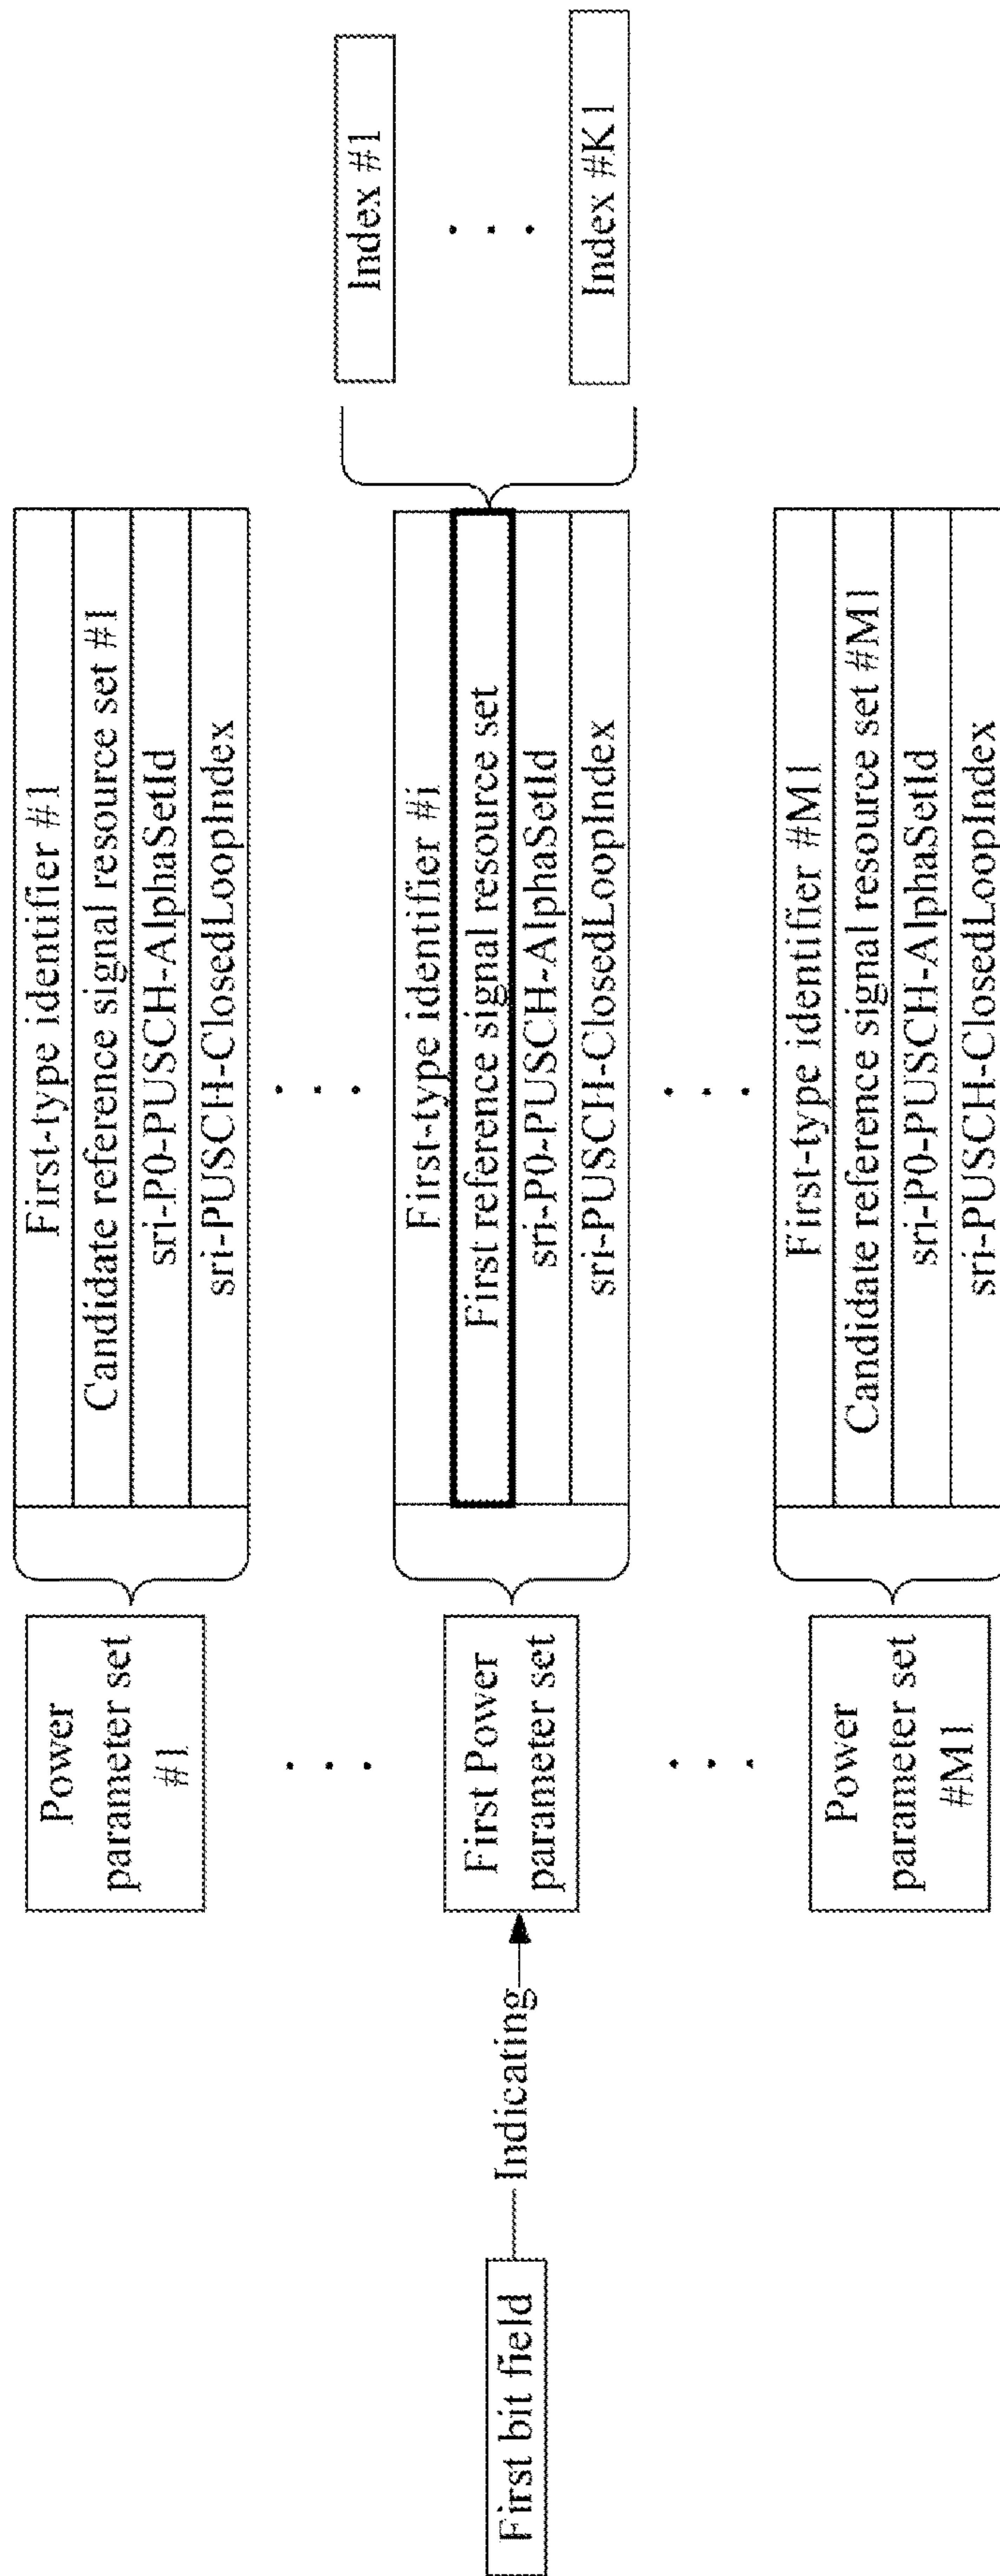 First bit field
Indicating
Power
parameter set
#1
First Power
parameter set
Power
parameter set
#M1
First-type identifier #1
Candidate reference signal resource set #1
sri-P0-PUSCH-AlphaSetId
sri-PUSCH-ClosedLoopIndex
First-type identifier #i
First reference signal resource set
sri-P0-PUSCH-AlphaSetId
sri-PUSCH-ClosedLoopIndex
First-type identifier #M1
Candidate reference signal resource set #M1
sri-P0-PUSCH-AlphaSetId
sri-PUSCH-ClosedLoopIndex
Index #1
Index #K1